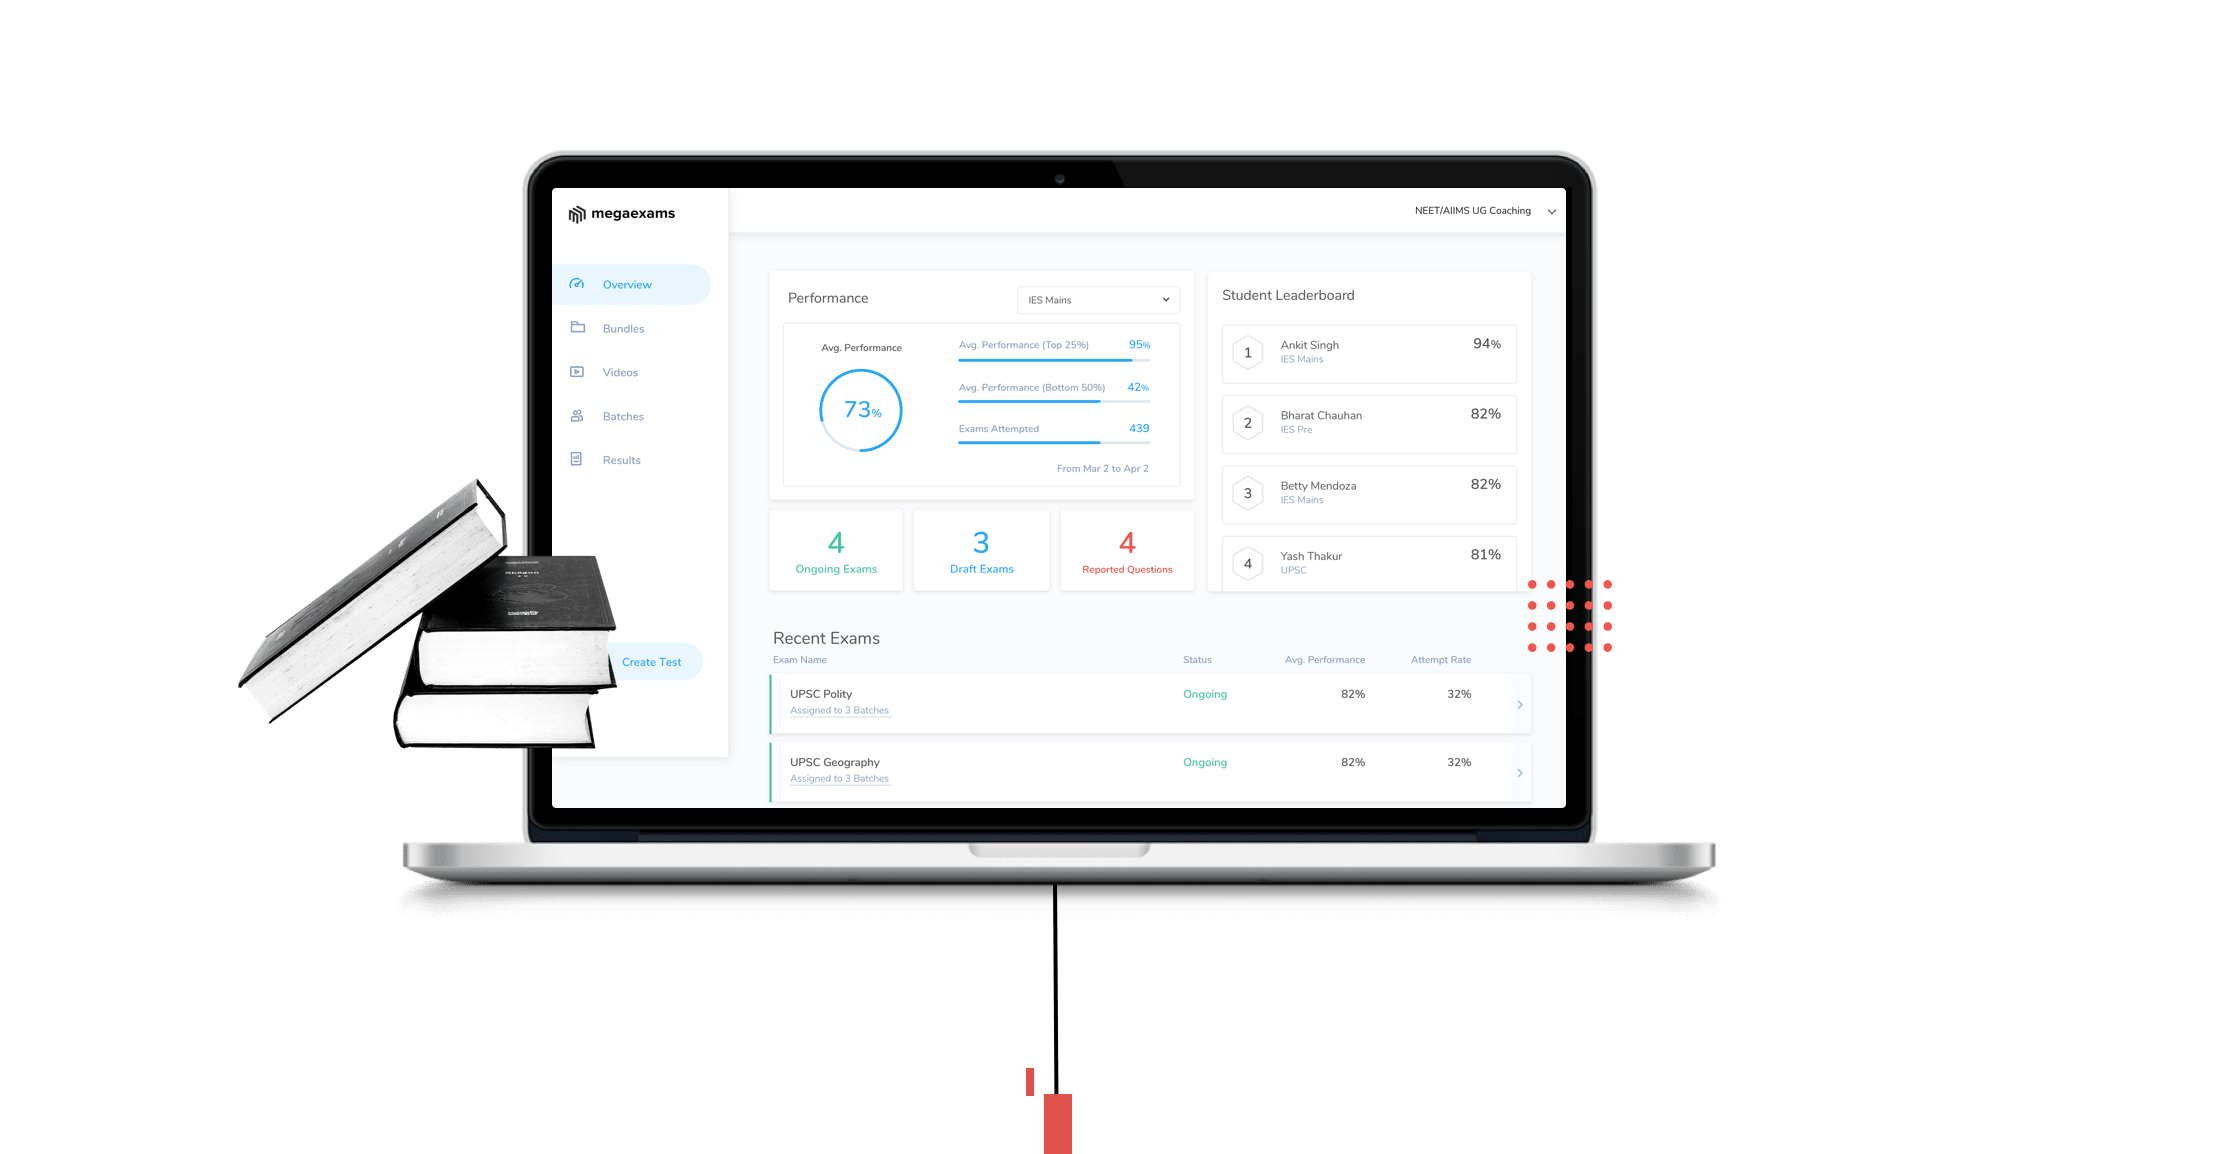 megaexams
NEET/AIIMS UG Coaching
Overview
Bundles
Videos
Batches
Results
Create Test
Performance
IES Mains
Avg. Performance
73%
Avg. Performance (Top 25%) 95%
Avg. Performance (Bottom 50%) 42%
Exams Attempted 439
From Mar 2 to Apr 2
4
Ongoing Exams
3
Draft Exams
4
Reported Questions
Student Leaderboard
1
Ankit Singh 94%
IES Mains
2
Bharat Chauhan 82%
IES Pre
3
Betty Mendoza 82%
IES Mains
4
Yash Thakur 81%
UPSC
Recent Exams
Exam Name Status Avg. Performance Attempt Rate
UPSC Polity Ongoing 82% 32%
Assigned to 3 Batches
UPSC Geography Ongoing 82% 32%
Assigned to 3 Batches